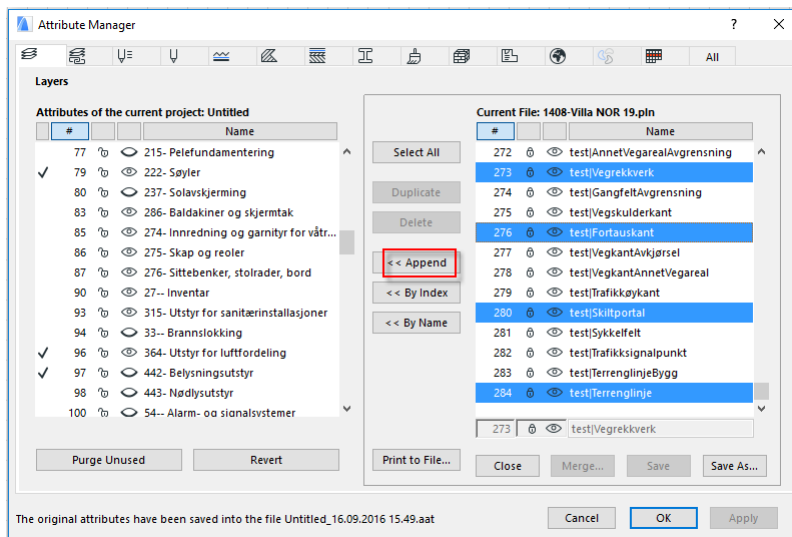 Attribute Manager
?
All
Layers
Attributes of the current project: Untitled
# Name
77 215- Pelefundamentering
79 222- Søyler
80 237- Solavskjerming
83 286- Baldakiner og skjermtak
85 274- Innredning og garnityr for våtr...
86 275- Skap og reoler
87 276- Sittebenker, stolrader, bord
90 27-- Inventar
93 315- Utstyr for sanitærinstallasjoner
94 33-- Brannslokking
96 364- Utstyr for luftfordeling
97 442- Belysningsutstyr
98 443- Nødlysutstyr
100 54-- Alarm- og signalsystemer
Purge Unused
Revert
Select All
Duplicate
Delete
<< Append
<< By Index
<< By Name
Print to File...
Current File: 1408-Villa NOR 19.pln
# Name
272 test|AnnetVegarealAvgrensning
273 test|Vegrekkverk
274 test|GangfeltAvgrensning
275 test|Vegskulderkant
276 test|Fortauskant
277 test|VegkantAvkjørsel
278 test|VegkantAnnetVegareal
279 test|Trafikkøykant
280 test|Skiltportal
281 test|Sykkelfelt
282 test|Trafikksignalpunkt
283 test|TerrenglinjeBygg
284 test|Terrenglinje
273 test|Vegrekkverk
Close
Merge...
Save
Save As...
The original attributes have been saved into the file Untitled_16.09.2016 15.49.aat
Cancel
OK
Apply